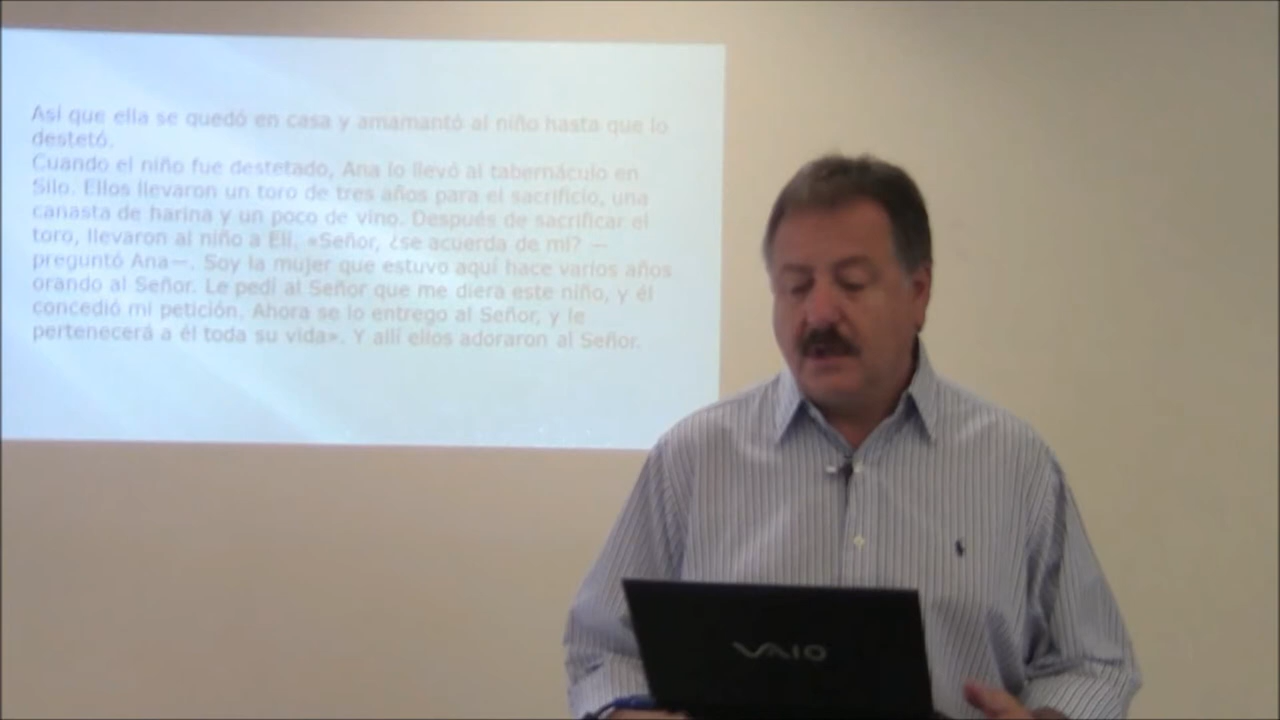 Así que ella se quedó en casa y amamantó al niño hasta que lo
destetó.
Cuando el niño fue destetado, Ana lo llevó al tabernáculo en
Silo. Ellos llevaron un toro de tres años para el sacrificio, una
canasta de harina y un poco de vino. Después de sacrificar el
toro, llevaron al niño a Elí. «Señor, ¿se acuerda de mí? —
preguntó Ana—. Soy la mujer que estuvo aquí hace varios años
orando al Señor. Le pedí al Señor que me diera este niño, y él
concedió mi petición. Ahora se lo entrego al Señor, y le
pertenecerá a él toda su vida». Y allí ellos adoraron al Señor.
VAIO